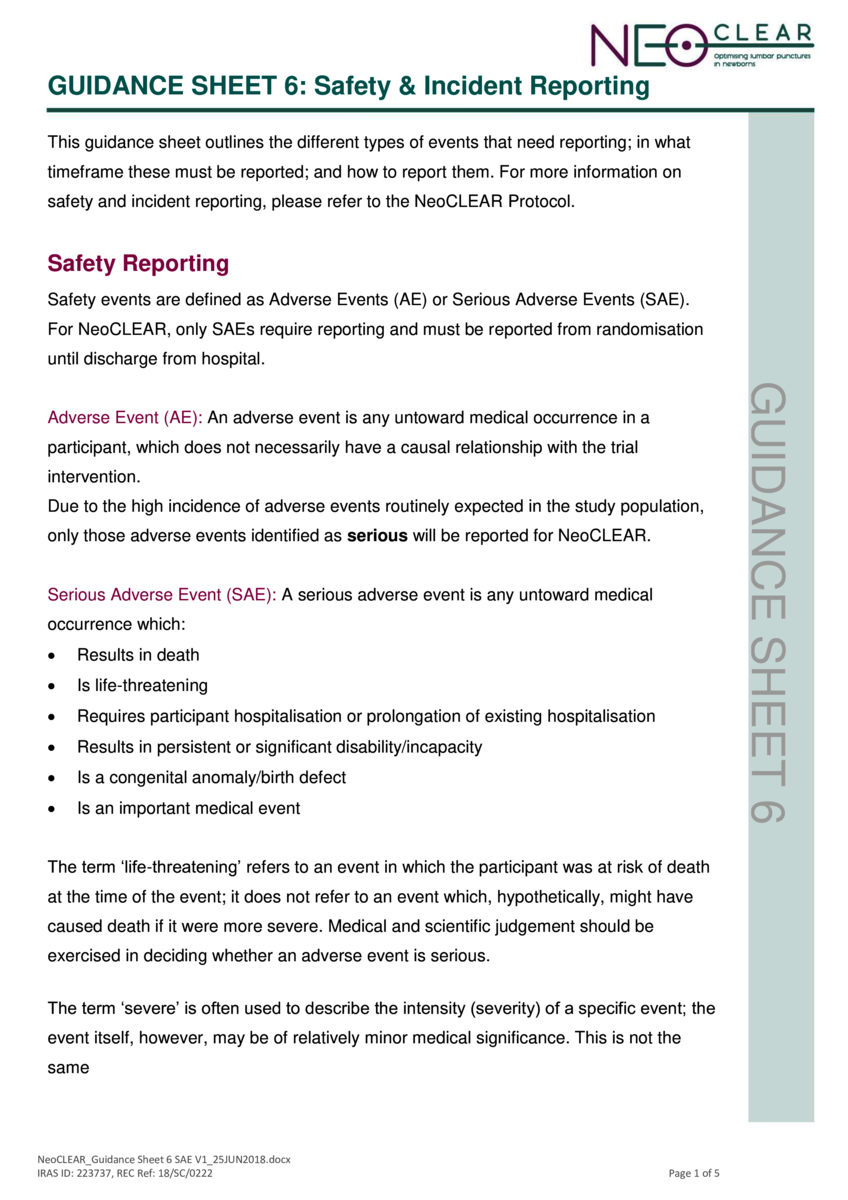 NEO CLEAR
Optimising lumbar punctures
in newborns
GUIDANCE SHEET 6: Safety & Incident Reporting
This guidance sheet outlines the different types of events that need reporting; in what
timeframe these must be reported; and how to report them. For more information on
safety and incident reporting, please refer to the NeoCLEAR Protocol.
Safety Reporting
Safety events are defined as Adverse Events (AE) or Serious Adverse Events (SAE).
For NeoCLEAR, only SAEs require reporting and must be reported from randomisation
until discharge from hospital.
Adverse Event (AE): An adverse event is any untoward medical occurrence in a
participant, which does not necessarily have a causal relationship with the trial
intervention.
Due to the high incidence of adverse events routinely expected in the study population,
only those adverse events identified as serious will be reported for NeoCLEAR.
Serious Adverse Event (SAE): A serious adverse event is any untoward medical
occurrence which:
• Results in death
• Is life-threatening
• Requires participant hospitalisation or prolongation of existing hospitalisation
• Results in persistent or significant disability/incapacity
• Is a congenital anomaly/birth defect
• Is an important medical event
The term ‘life-threatening’ refers to an event in which the participant was at risk of death
at the time of the event; it does not refer to an event which, hypothetically, might have
caused death if it were more severe. Medical and scientific judgement should be
exercised in deciding whether an adverse event is serious.
The term ‘severe’ is often used to describe the intensity (severity) of a specific event; the
event itself, however, may be of relatively minor medical significance. This is not the
same
GUIDANCE SHEET 6
NeoCLEAR_Guidance Sheet 6 SAE V1_25JUN2018.docx
IRAS ID: 223737, REC Ref: 18/SC/0222
Page 1 of 5